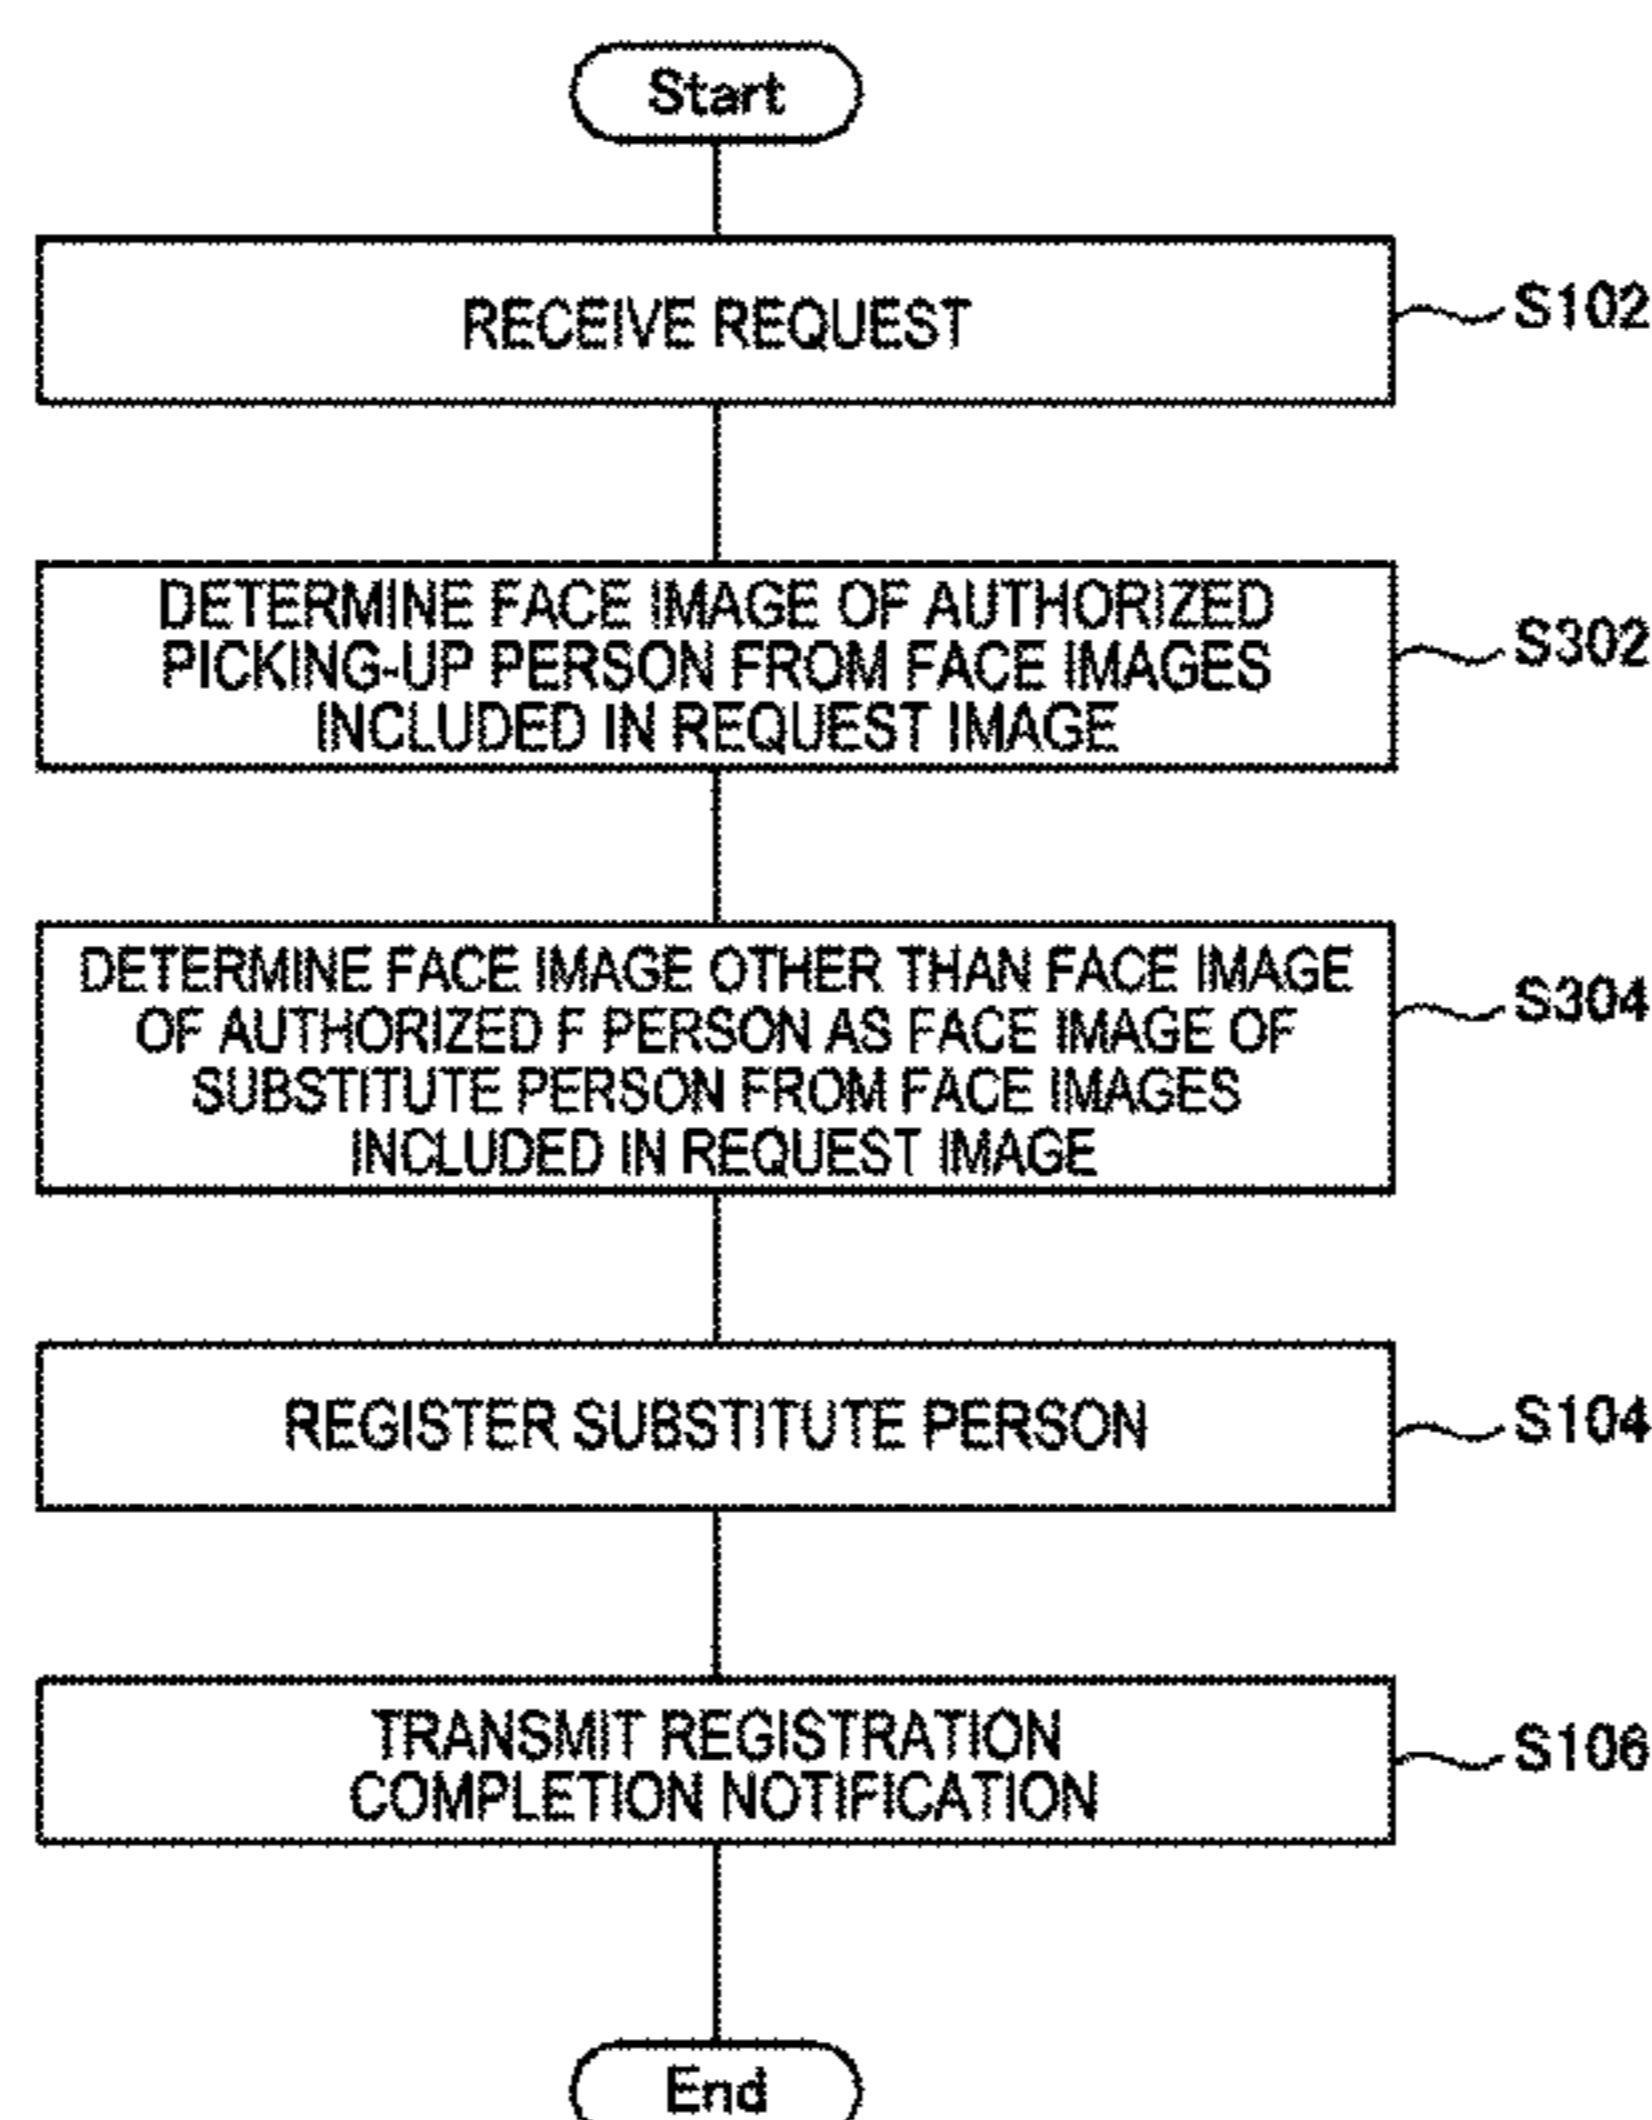 Start
RECEIVE REQUEST
S102
DETERMINE FACE IMAGE OF AUTHORIZED
PICKING-UP PERSON FROM FACE IMAGES
INCLUDED IN REQUEST IMAGE
S302
DETERMINE FACE IMAGE OTHER THAN FACE IMAGE
OF AUTHORIZED F PERSON AS FACE IMAGE OF
SUBSTITUTE PERSON FROM FACE IMAGES
INCLUDED IN REQUEST IMAGE
S304
REGISTER SUBSTITUTE PERSON
S104
TRANSMIT REGISTRATION
COMPLETION NOTIFICATION
S106
End